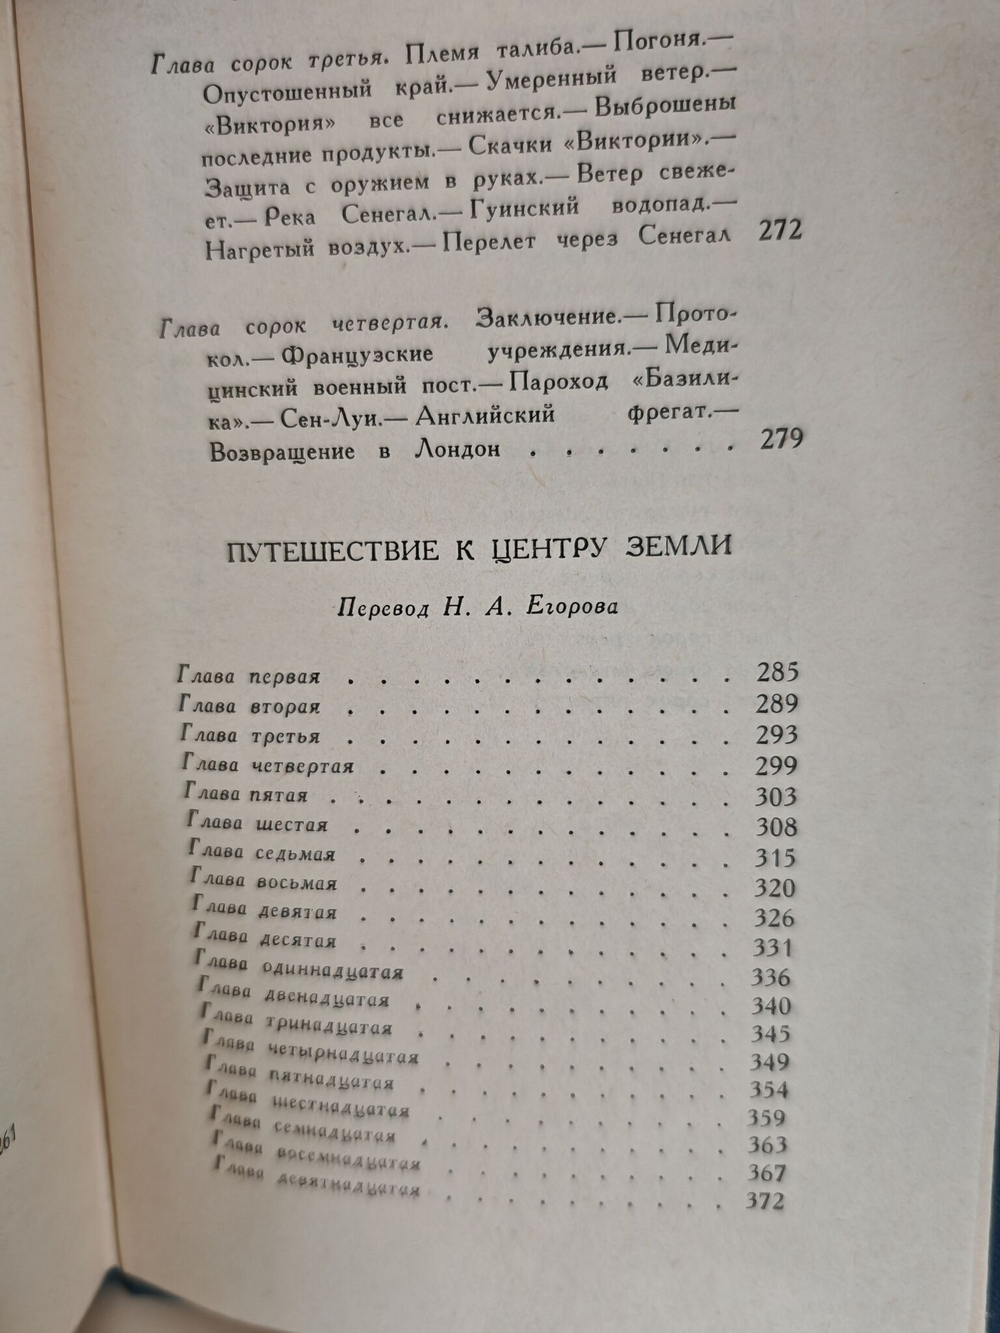 Глава сорок третья. Племя талиба.— Погоня.—
Опустошенный край.— Умеренный ветер.—
«Виктория» все снижается.— Выброшены
последние продукты.— Скачки «Виктории».—
Защита с оружием в руках.— Ветер свеже-
ет.— Река Сенегал.— Гуинский водопад.—
Нагретый воздух.— Перелет через Сенегал 272
Глава сорок четвертая. Заключение.— Прото-
кол.— Французские учреждения.— Меди-
цинский военный пост.— Пароход «Базили-
ка».— Сен-Луи.— Английский фрегат.—
Возвращение в Лондон . . . . . . . 279
ПУТЕШЕСТВИЕ К ЦЕНТРУ ЗЕМЛИ
Перевод Н. А. Егорова
Глава первая . . . . . . . . . . . . . 285
Глава вторая . . . . . . . . . . . . . 289
Глава третья . . . . . . . . . . . . . 293
Глава четвертая . . . . . . . . . . . . 299
Глава пятая . . . . . . . . . . . . . . 303
Глава шестая . . . . . . . . . . . . . 308
Глава седьмая . . . . . . . . . . . . . 315
Глава восьмая . . . . . . . . . . . . . 320
Глава девятая . . . . . . . . . . . . . 326
Глава десятая . . . . . . . . . . . . . 331
Глава одиннадцатая . . . . . . . . . . 336
Глава двенадцатая . . . . . . . . . . . 340
Глава тринадцатая . . . . . . . . . . . 345
Глава четырнадцатая . . . . . . . . . . 349
Глава пятнадцатая . . . . . . . . . . . 354
Глава шестнадцатая . . . . . . . . . . 359
Глава семнадцатая . . . . . . . . . . . 363
Глава восемнадцатая . . . . . . . . . . 367
Глава девятнадцатая . . . . . . . . . . 372
261